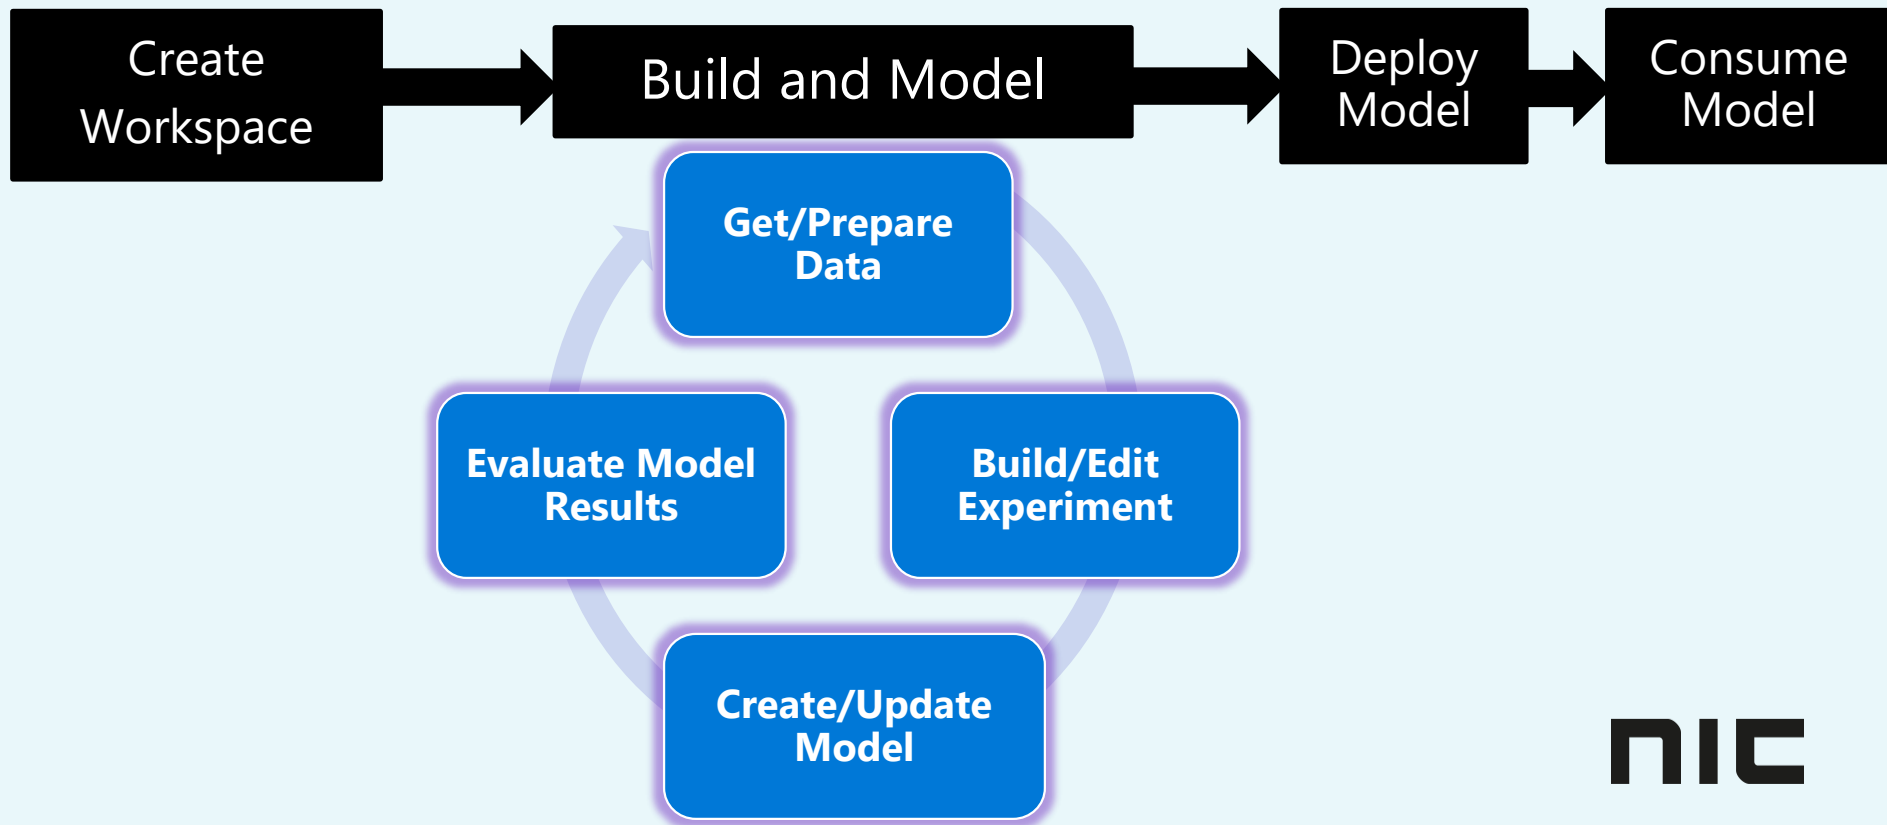 Create
Workspace
Build and Model
Deploy
Model
Consume
Model
Get/Prepare
Data
Evaluate Model
Results
Build/Edit
Experiment
Create/Update
Model
nic